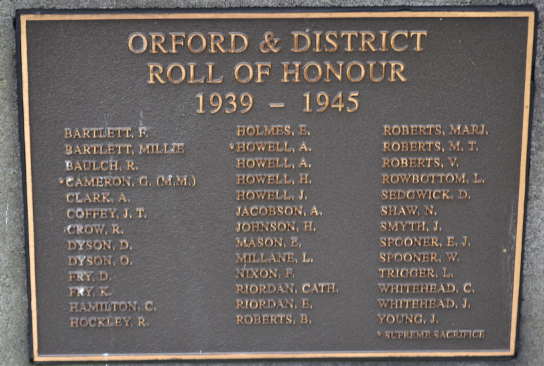 ORFORD & DISTRICT
ROLL OF HONOUR
1939 – 1945
BARTLETT, F.
BARTLETT, MILLIE
BAULCH, R.
*CAMERON, G. (M.M.)
CLARK, A.
COFFEY, J. T.
CROW, R.
DYSON, D.
DYSON, O.
FRY, D.
FRY, K.
HAMILTON, C.
HOCKLEY, R.
HOLMES, E.
*HOWELL, A.
HOWELL, A.
HOWELL, H.
HOWELL, J.
JACOBSON, A.
JOHNSON, H.
MASON, E.
MILLANE, L.
NIXON, F.
RIORDAN, CATH.
RIORDAN, E.
ROBERTS, B.
ROBERTS, MARJ.
ROBERTS, M. T.
ROBERTS, V.
ROWBOTTOM, L.
SEDGWICK, D.
SHAW, N.
SMYTH, J.
SPOONER, E. J.
SPOONER, W.
TRIGGER, L.
WHITEHEAD, C.
WHITEHEAD, J.
YOUNG, J.
* SUPREME SACRIFICE